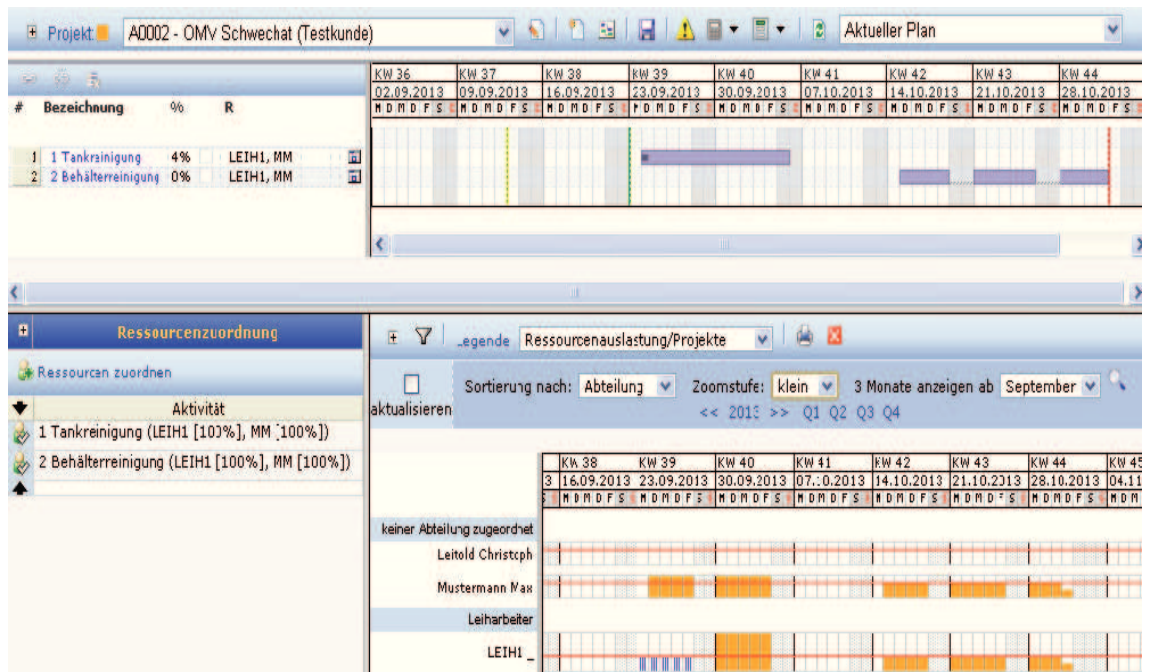 Projekt: A0002 - OMV Schwechat (Testkunde) Aktueller Plan
KW 36 KW 37 KW 38 KW 39 KW 40 KW 41 KW 42 KW 43 KW 44
02.09.2013 09.09.2013 16.09.2013 23.09.2013 30.09.2013 07.10.2013 14.10.2013 21.10.2013 28.10.2013
# Bezeichnung % R
M D M D F S M D M D F S M D M D F S M D M D F S M D M D F S M D M D F S M D M D F S M D M D F S M D M D F S
1 1 Tankreinigung 4% LEIH1, MM
2 2 Behälterreinigung 0% LEIH1, MM
Ressourcenzuordnung
Legende Ressourcenauslastung/Projekte
Ressourcen zuordnen
aktualisieren
Sortierung nach: Abteilung Zoomstufe: klein 3 Monate anzeigen ab September
<< 2013 >> Q1 Q2 Q3 Q4
Aktivität
1 Tankreinigung (LEIH1 [100%], MM [100%])
2 Behälterreinigung (LEIH1 [100%], MM [100%])
KW 38 KW 39 KW 40 KW 41 KW 42 KW 43 KW 44 KW 45
3 16.09.2013 23.09.2013 30.09.2013 07.10.2013 14.10.2013 21.10.2013 28.10.2013 04.11
M D M D F S M D M D F S M D M D F S M D M D F S M D M D F S M D M D F S M D M D F S M D M
keiner Abteilung zugeordnet
Leitold Christoph
Mustermann Max
Leiharbeiter
LEIH1 _